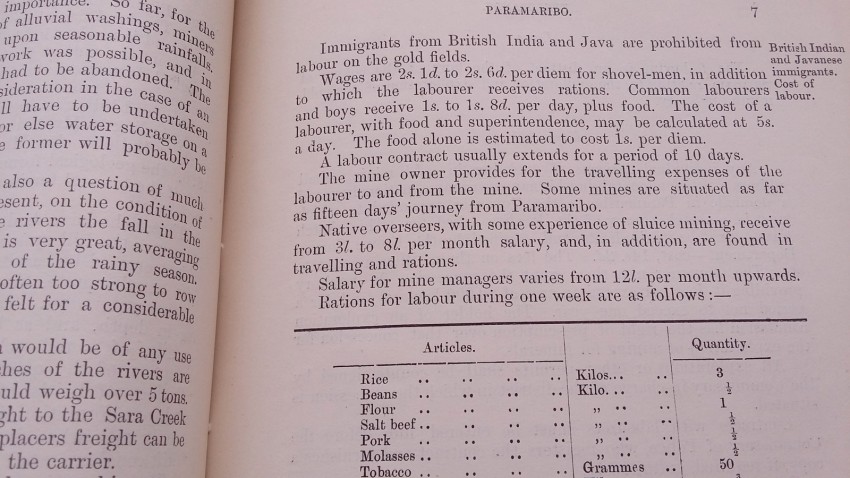 importance. So far, for the
of alluvial washings, miners
upon seasonable rainfalls.
work was possible, and in
had to be abandoned. The
sideration in the case of an
ll have to be undertaken
or else water storage on a
e former will probably be
also a question of much
esent, on the condition of
e rivers the fall in the
is very great, averaging
of the rainy season.
often too strong to row
felt for a considerable
would be of any use
hes of the rivers are
uld weigh over 5 tons.
ght to the Sara Creek
placers freight can be
the carrier.
PARAMARIBO. 7
Immigrants from British India and Java are prohibited from
labour on the gold fields.
Wages are 2s. 1d. to 2s. 6d. per diem for shovel-men, in addition
to which the labourer receives rations. Common labourers
and boys receive 1s. to 1s. 8d. per day, plus food. The cost of a
labourer, with food and superintendence, may be calculated at 5s.
a day. The food alone is estimated to cost 1s. per diem.
A labour contract usually extends for a period of 10 days.
The mine owner provides for the travelling expenses of the
labourer to and from the mine. Some mines are situated as far
as fifteen days' journey from Paramaribo.
Native overseers, with some experience of sluice mining, receive
from 3l. to 8l. per month salary, and, in addition, are found in
travelling and rations.
Salary for mine managers varies from 12l. per month upwards.
Rations for labour during one week are as follows :—
British Indian
and Javanese
immigrants.
Cost of
labour.
Articles. Quantity.
Rice .. .. .. .. Kilos... .. 3
Beans .. .. .. .. Kilo... .. ½
Flour .. .. .. .. „ .. .. 1
Salt beef .. .. .. .. „ .. .. ½
Pork .. .. .. .. „ .. .. ½
Molasses .. .. .. .. „ .. .. ½
Tobacco .. .. .. .. Grammes .. 50